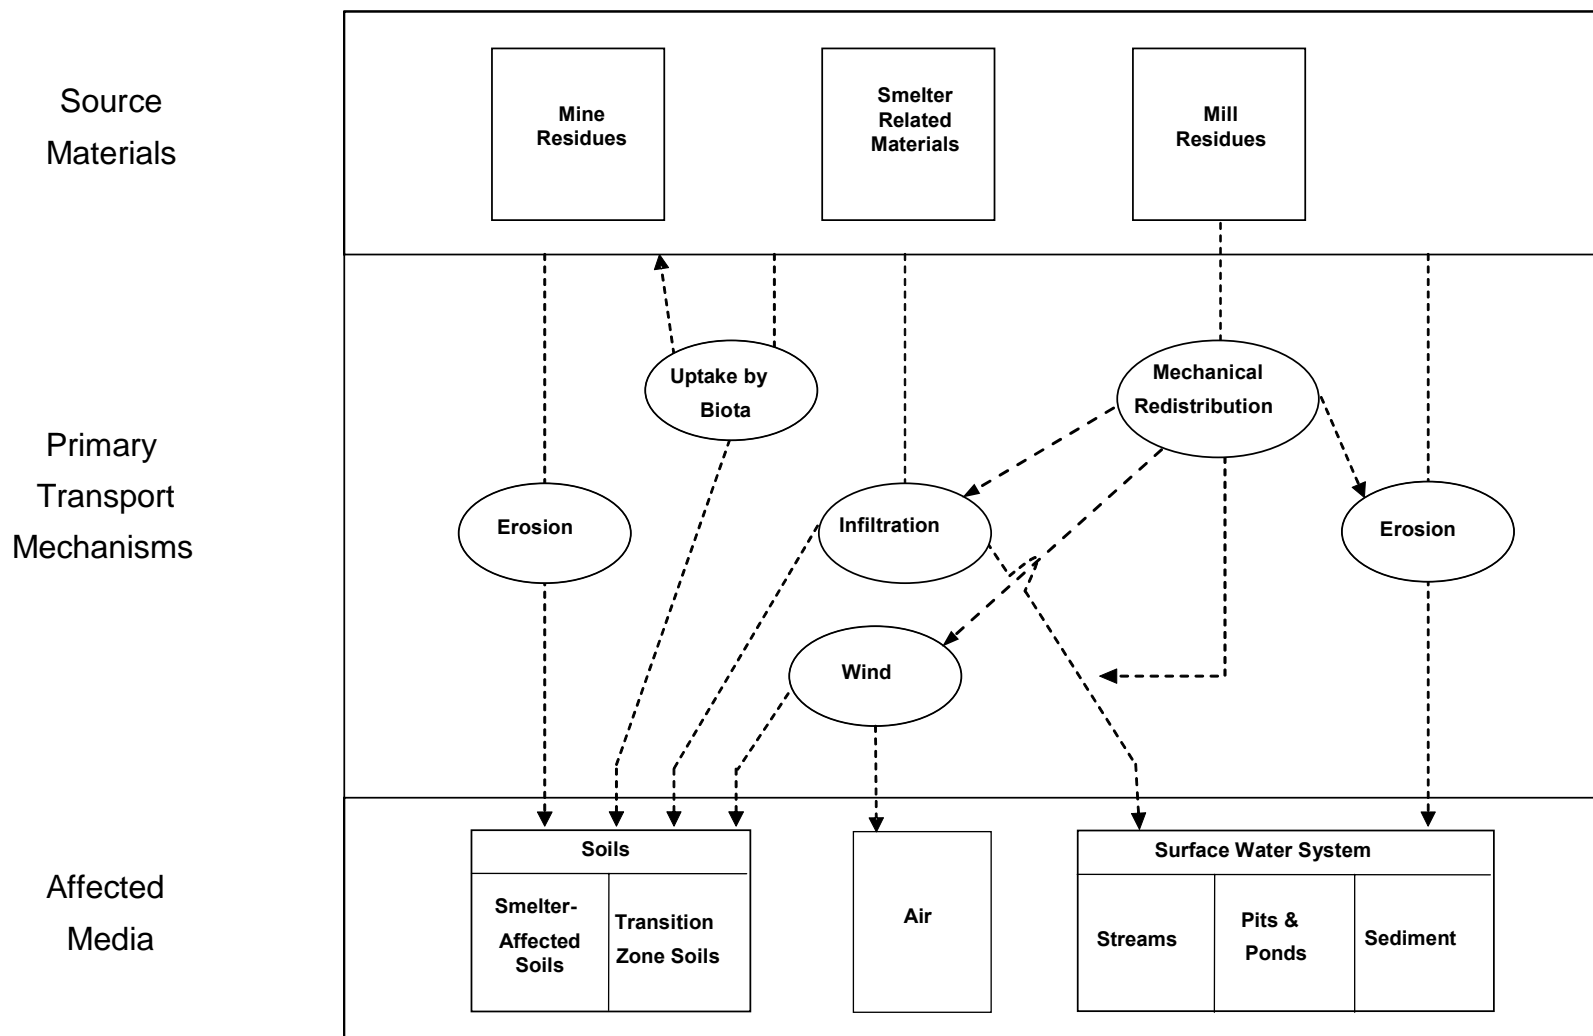 Source
Materials
Mine
Residues
Smelter
Related
Materials
Mill
Residues
Primary
Transport
Mechanisms
Uptake by
Biota
Mechanical
Redistribution
Erosion
Infiltration
Erosion
Wind
Affected
Media
Soils
Smelter-
Affected
Soils
Transition
Zone Soils
Air
Surface Water System
Streams
Pits &
Ponds
Sediment